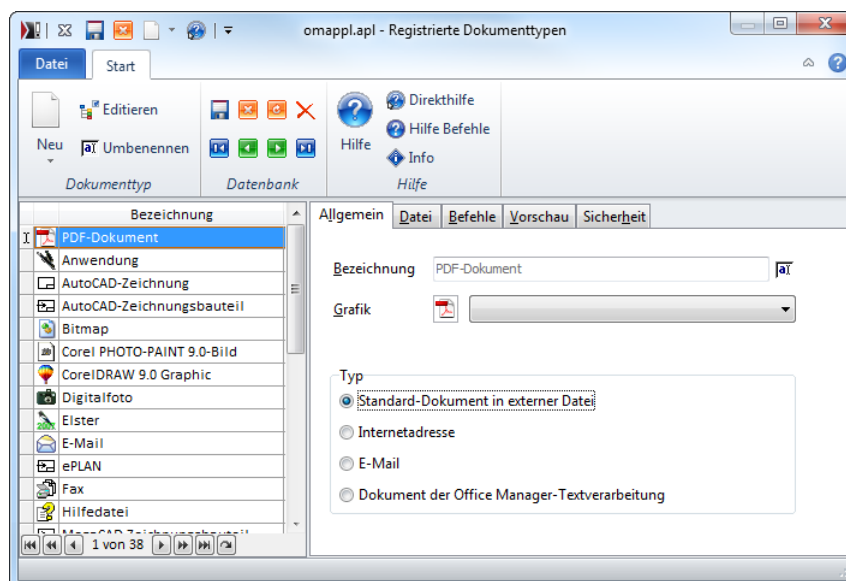 omappl.apl - Registrierte Dokumenttypen
Datei Start
Neu
Editieren
Umbenennen
Dokumenttyp
Datenbank
Hilfe
Direkthilfe
Hilfe Befehle
Info
Hilfe
Bezeichnung
PDF-Dokument
Anwendung
AutoCAD-Zeichnung
AutoCAD-Zeichnungsbauteil
Bitmap
Corel PHOTO-PAINT 9.0-Bild
CorelDRAW 9.0 Graphic
Digitalfoto
Elster
E-Mail
ePLAN
Fax
Hilfedatei
1 von 38
Allgemein Datei Befehle Vorschau Sicherheit
Bezeichnung PDF-Dokument
Grafik
Typ
Standard-Dokument in externer Datei
Internetadresse
E-Mail
Dokument der Office Manager-Textverarbeitung